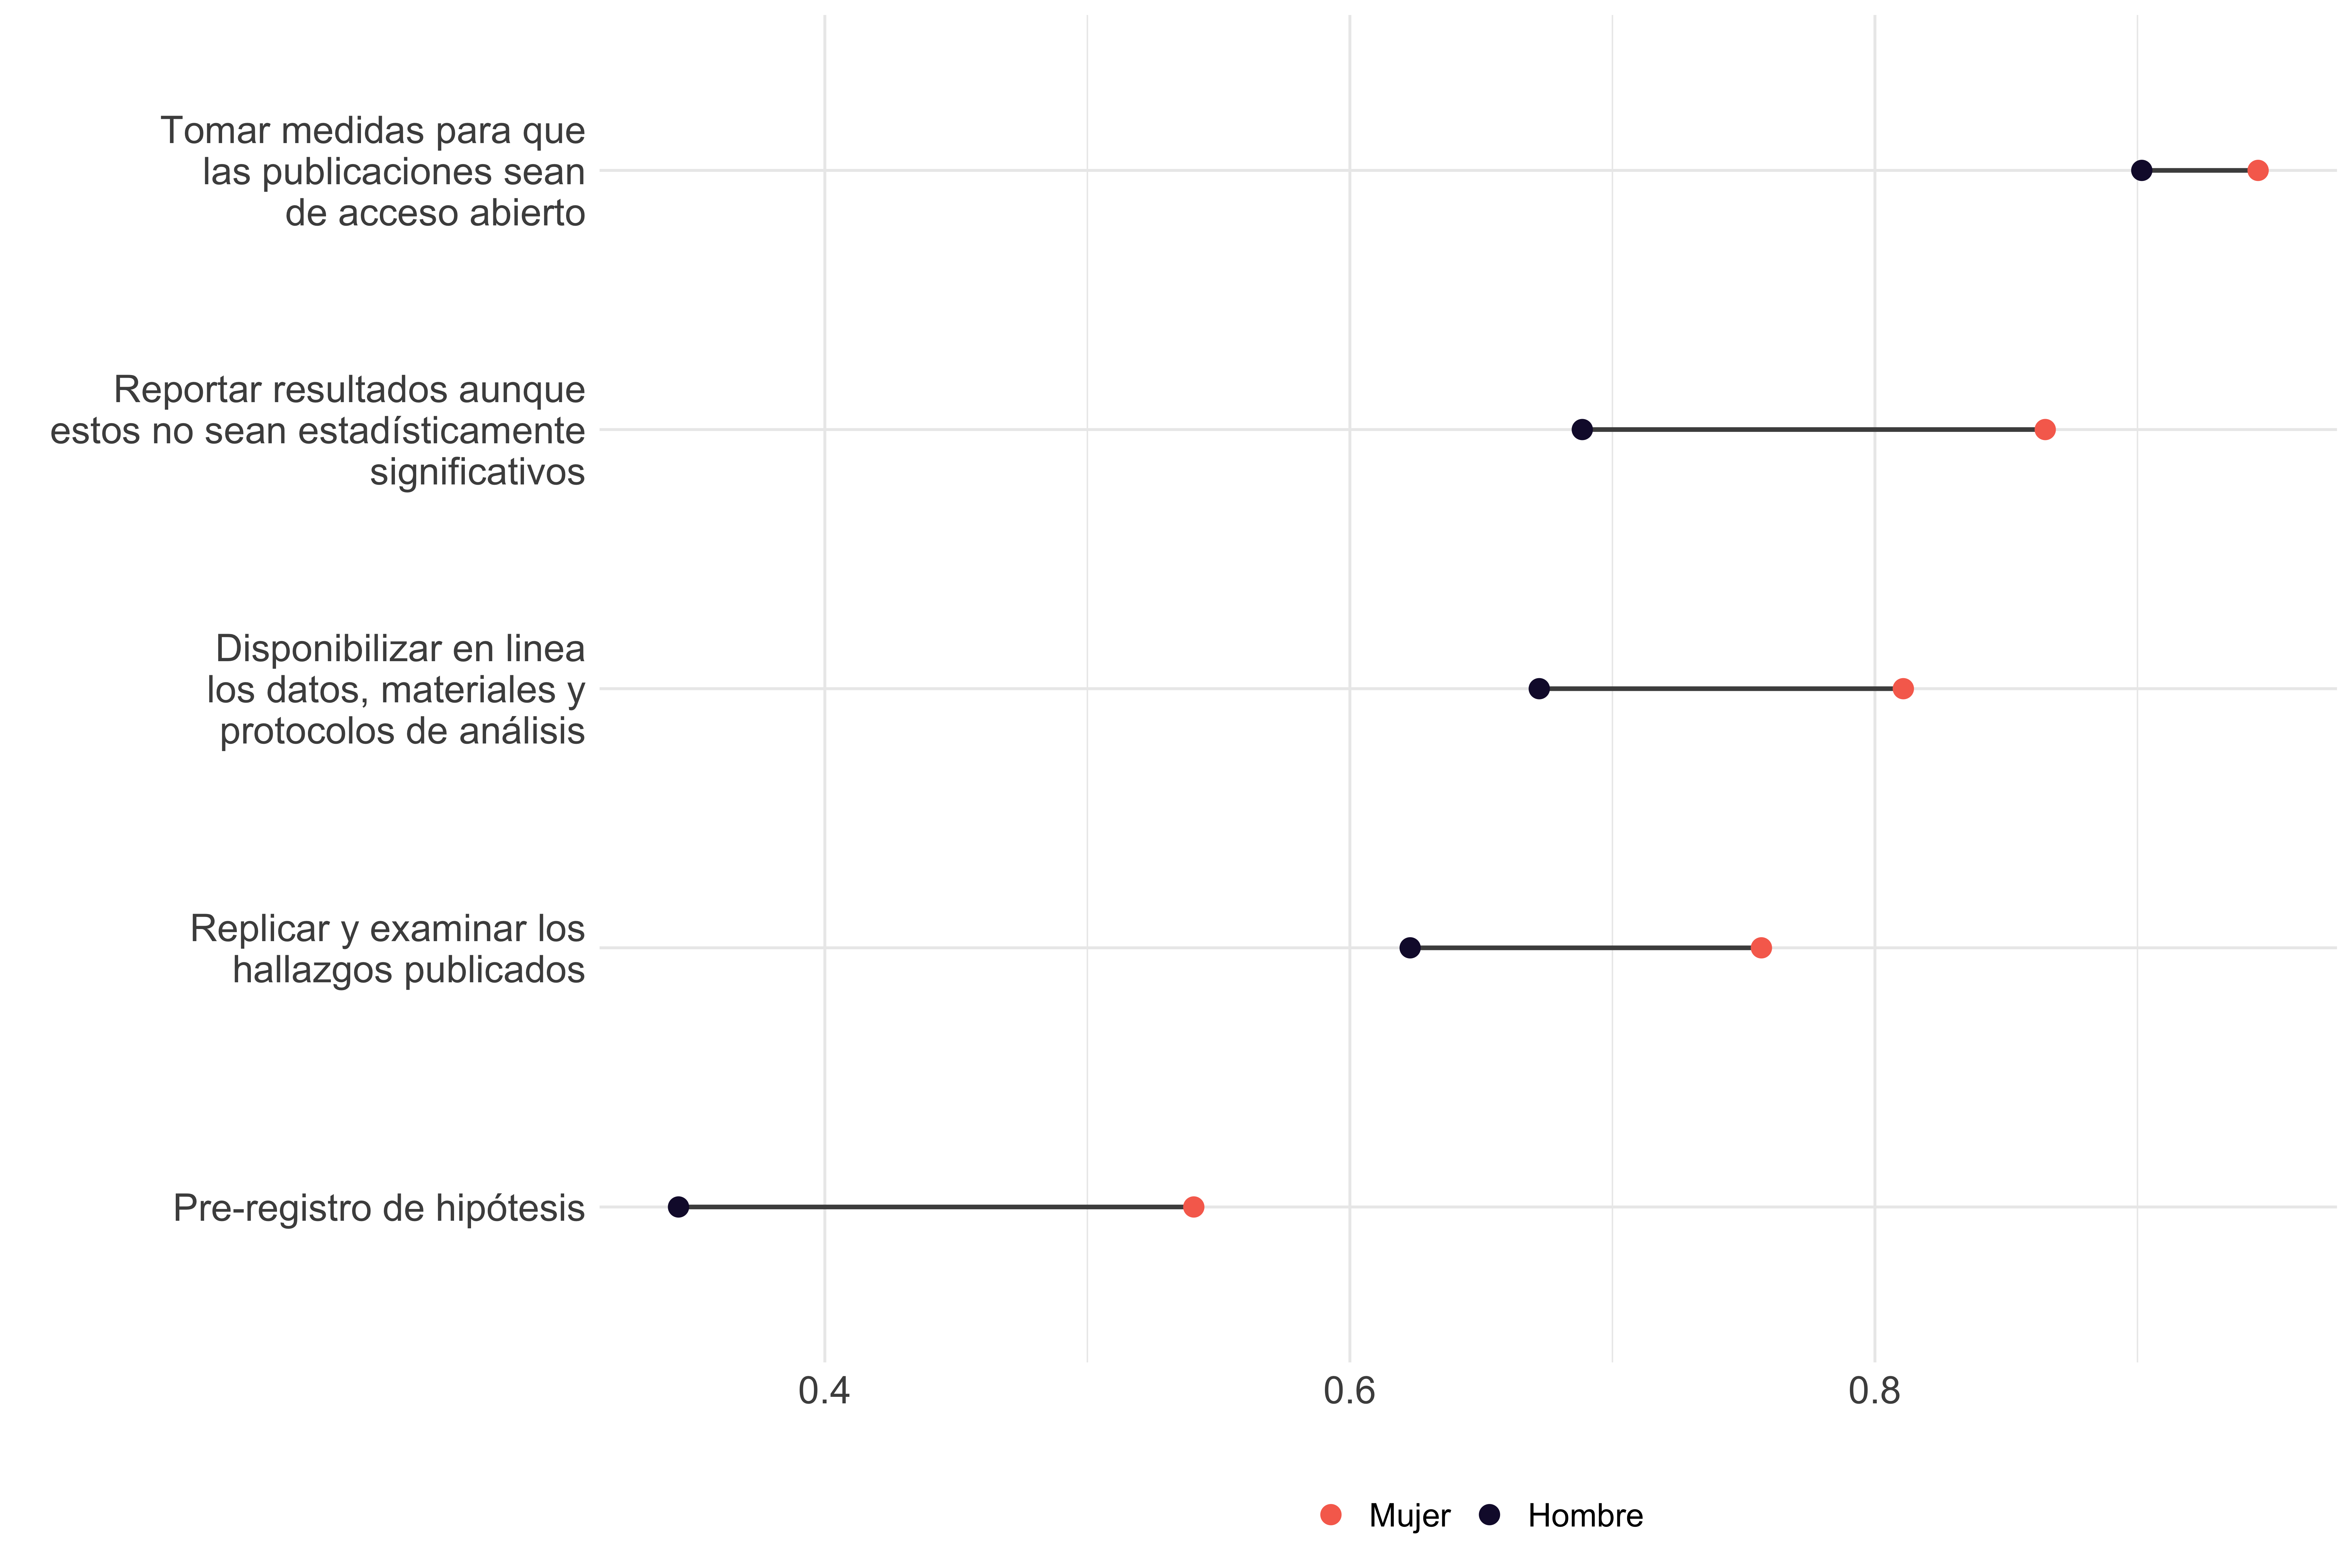 Tomar medidas para que
las publicaciones sean
de acceso abierto
Reportar resultados aunque
estos no sean estadísticamente
significativos
Disponibilizar en linea
los datos, materiales y
protocolos de análisis
Replicar y examinar los
hallazgos publicados
Pre-registro de hipótesis
0.4 0.6 0.8
Mujer Hombre